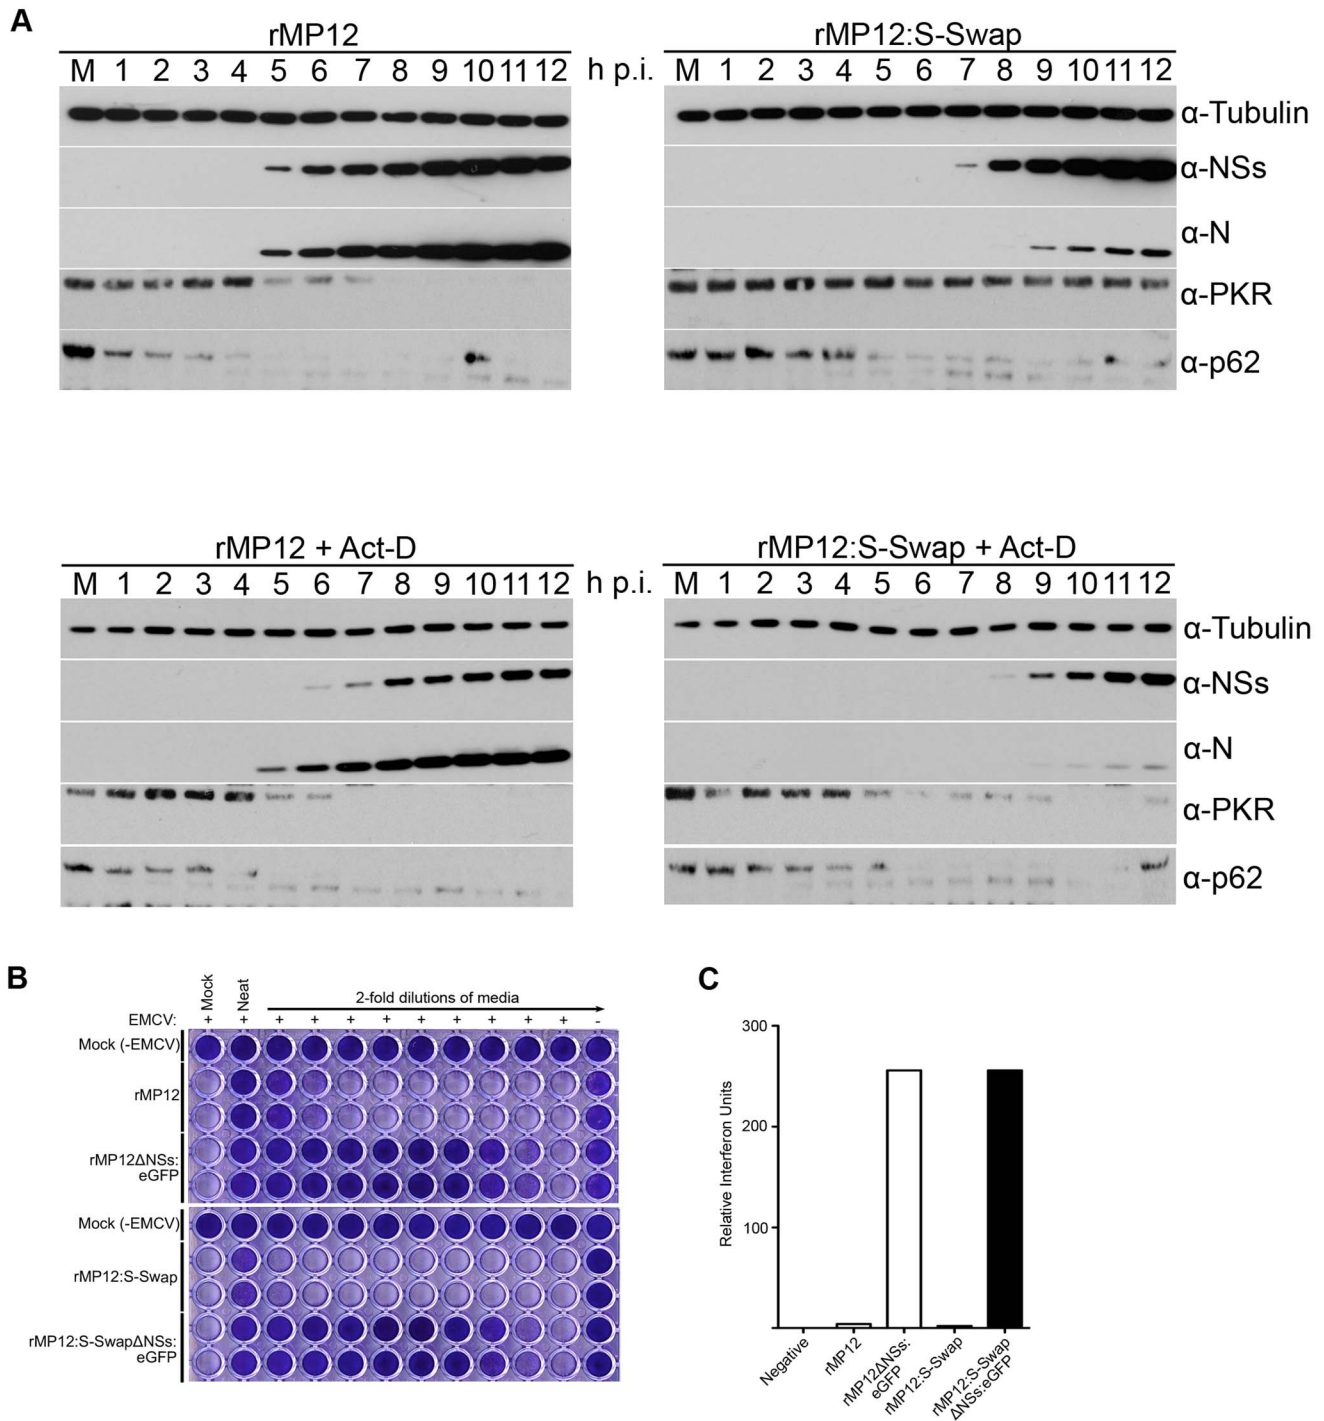 A
rMP12
rMP12:S-Swap
M 1 2 3 4 5 6 7 8 9 10 11 12 h p.i. M 1 2 3 4 5 6 7 8 9 10 11 12
α-Tubulin
α-NSs
α-N
α-PKR
α-p62
rMP12 + Act-D
rMP12:S-Swap + Act-D
M 1 2 3 4 5 6 7 8 9 10 11 12 h p.i. M 1 2 3 4 5 6 7 8 9 10 11 12
α-Tubulin
α-NSs
α-N
α-PKR
α-p62
B
Mock
Neat
2-fold dilutions of media
EMCV: + + + + + + + + + + + -
Mock (-EMCV)
rMP12
rMP12ΔNSs:
eGFP
Mock (-EMCV)
rMP12:S-Swap
rMP12:S-SwapΔNSs:
eGFP
C
Relative Interferon Units
300
200
100
Negative
rMP12
rMP12ΔNSs:
eGFP
rMP12:S-Swap
rMP12:S-Swap
ΔNSs:eGFP